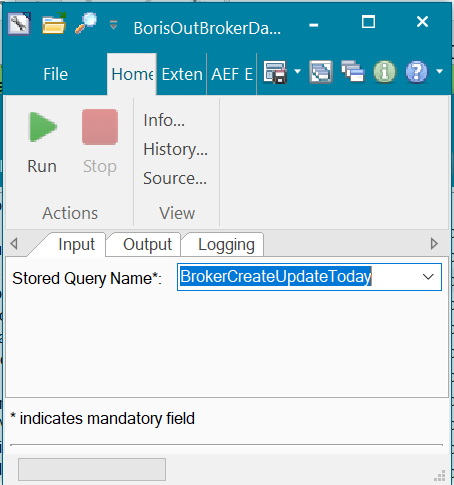 BorisOutBrokerDa...
File
Home
Exten
AEF E
Run
Stop
Info...
History...
Source...
Actions
View
Input
Output
Logging
Stored Query Name*:
BrokerCreateUpdateToday
* indicates mandatory field